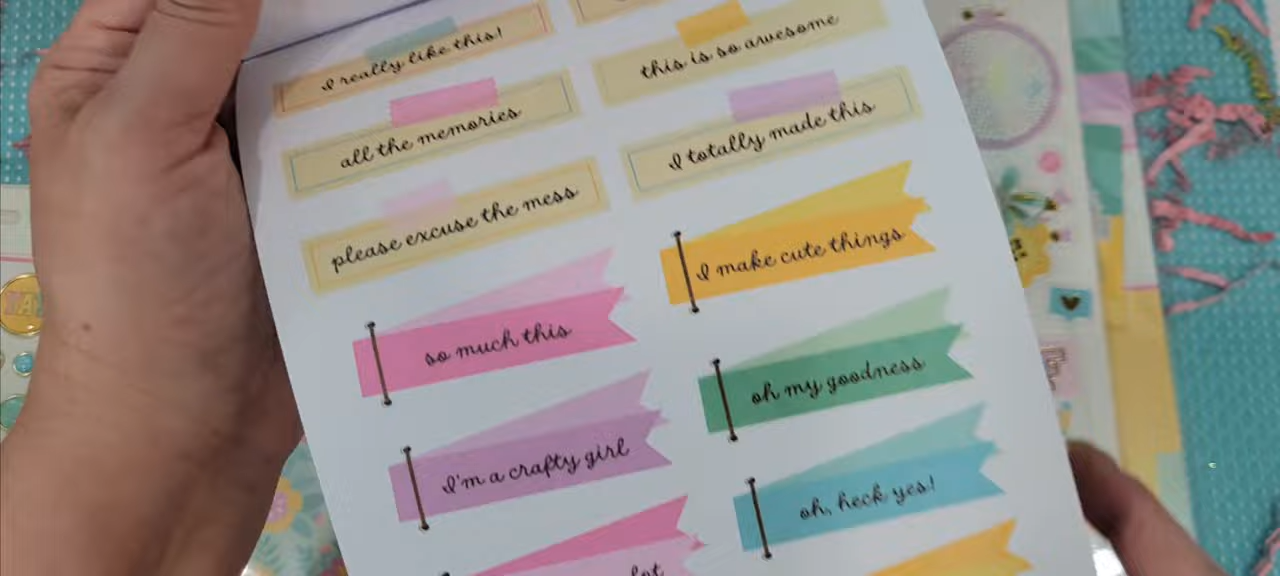 I really like this!
this is so awesome
all the memories
I totally made this
please excuse the mess
I make cute things
so much this
oh my goodness
I'm a crafty girl
oh, heck yes!
lot